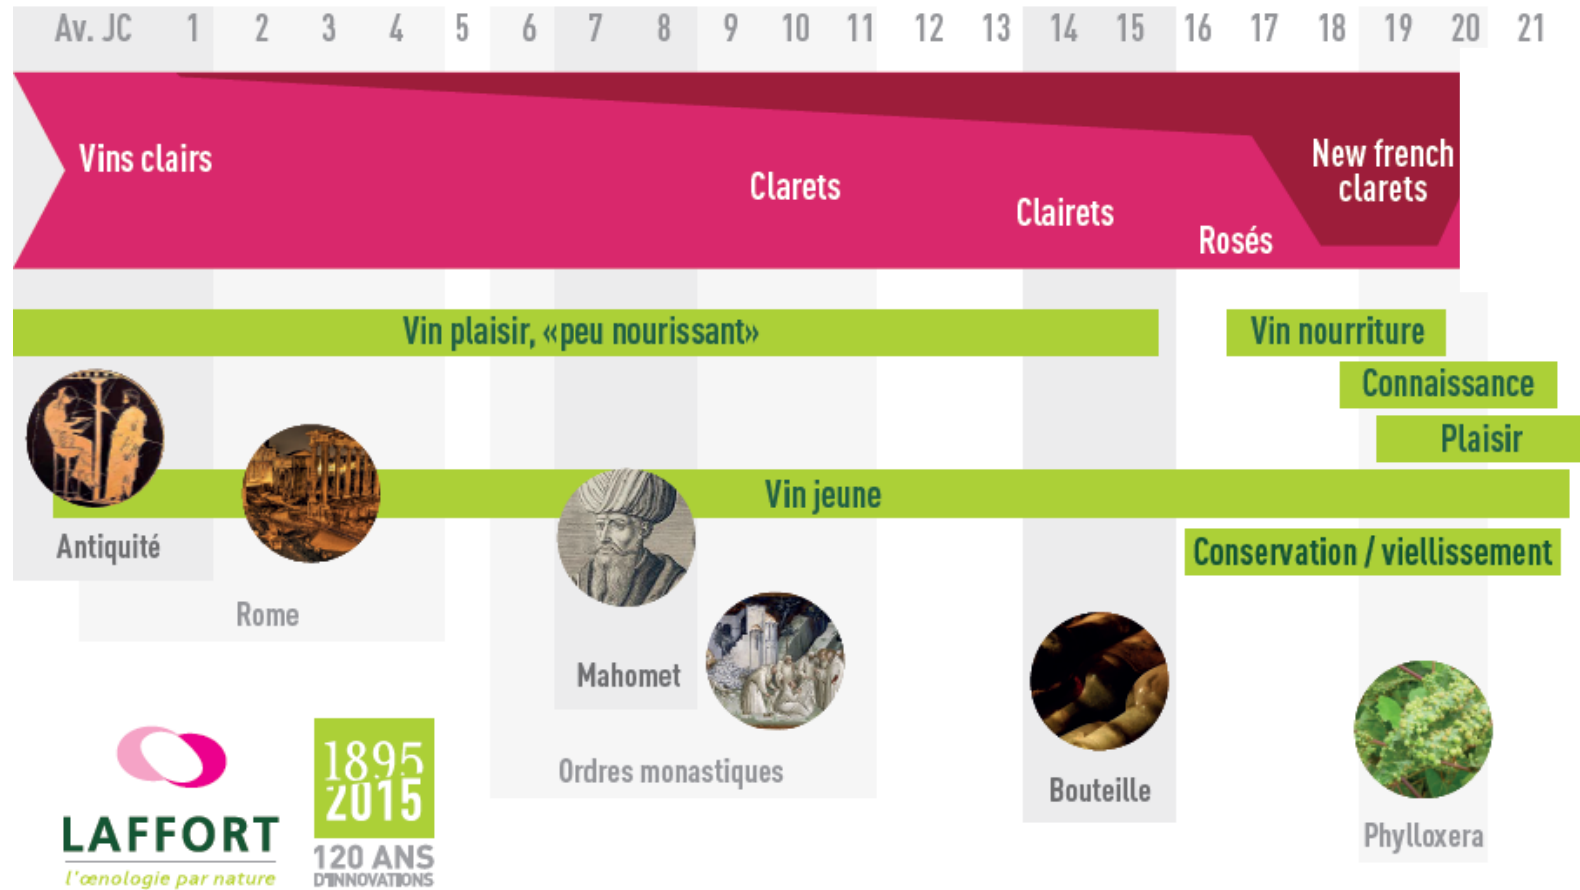 Av. JC 1 2 3 4 5 6 7 8 9 10 11 12 13 14 15 16 17 18 19 20 21
Vins clairs
Clarets
Clairets
Rosés
New french
clarets
Vin plaisir, «peu nourissant»
Vin nourriture
Connaissance
Plaisir
Vin jeune
Conservation / viellissement
Antiquité
Rome
Mahomet
Ordres monastiques
Bouteille
Phylloxera
LAFFORT
l'œnologie par nature
1895
2015
120 ANS
D'INNOVATIONS